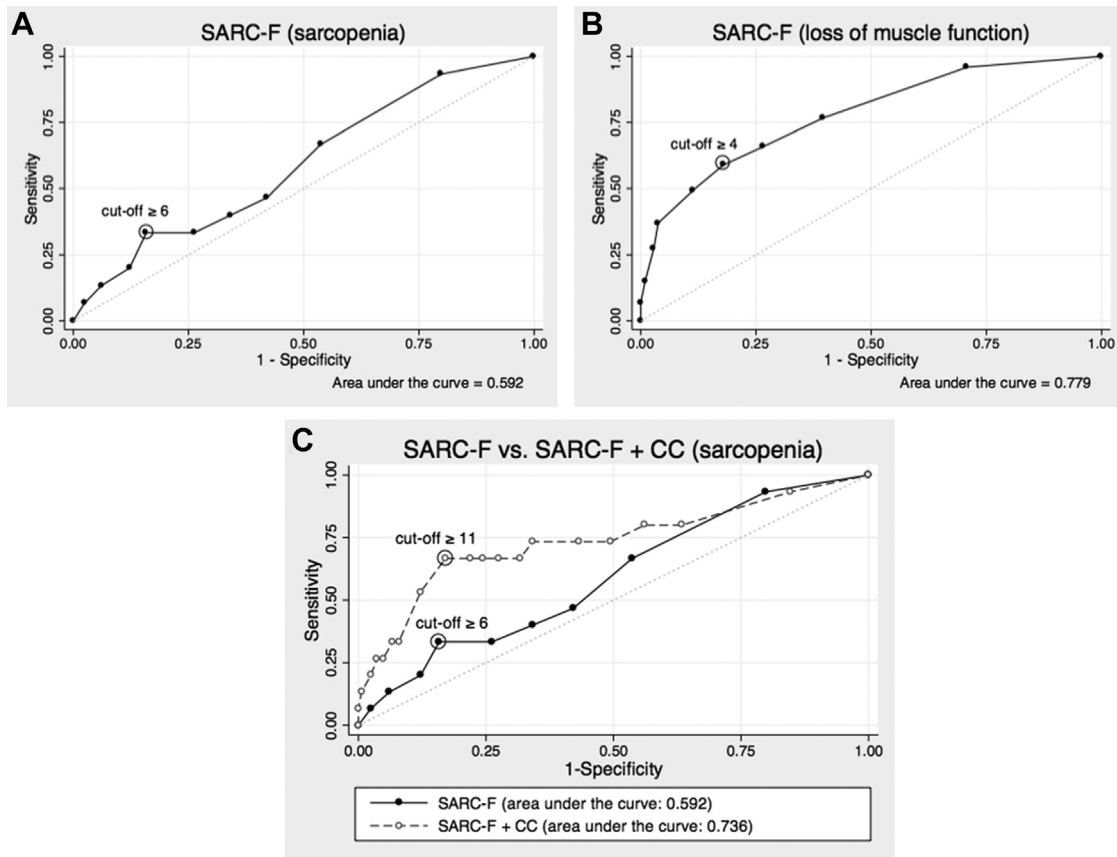 A
SARC-F (sarcopenia)
Sensitivity
1.00
0.75
0.50
0.25
0.00
cut-off ≥ 6
0.00 0.25 0.50 0.75 1.00
1 - Specificity
Area under the curve = 0.592
B
SARC-F (loss of muscle function)
Sensitivity
1.00
0.75
0.50
0.25
0.00
cut-off ≥ 4
0.00 0.25 0.50 0.75 1.00
1 - Specificity
Area under the curve = 0.779
C
SARC-F vs. SARC-F + CC (sarcopenia)
Sensitivity
1.00
0.75
0.50
0.25
0.00
cut-off ≥ 11
cut-off ≥ 6
0.00 0.25 0.50 0.75 1.00
1-Specificity
SARC-F (area under the curve: 0.592)
SARC-F + CC (area under the curve: 0.736)